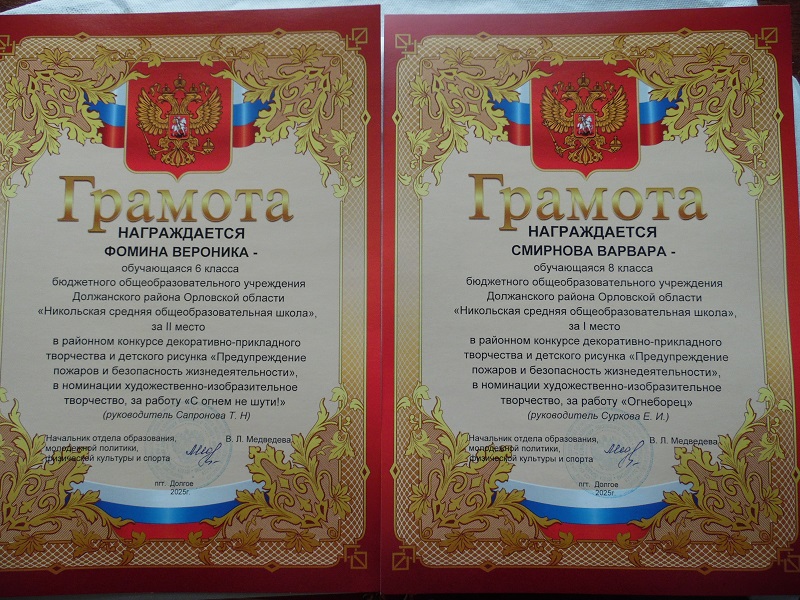 Грамота
НАГРАЖДАЕТСЯ
ФОМИНА ВЕРОНИКА -
обучающаяся 6 класса
бюджетного общеобразовательного учреждения
Должанского района Орловской области
«Никольская средняя общеобразовательная школа»,
за II место
в районном конкурсе декоративно-прикладного
творчества и детского рисунка «Предупреждение
пожаров и безопасность жизнедеятельности»,
в номинации художественно-изобразительное
творчество, за работу «С огнем не шути!»
(руководитель Сапронова Т. Н)
Начальник отдела образования,
молодежной политики,
физической культуры и спорта
В. Л. Медведева
пгт. Долгое
2025г.
Грамота
НАГРАЖДАЕТСЯ
СМИРНОВА ВАРВАРА -
обучающаяся 8 класса
бюджетного общеобразовательного учреждения
Должанского района Орловской области
«Никольская средняя общеобразовательная школа»,
за I место
в районном конкурсе декоративно-прикладного
творчества и детского рисунка «Предупреждение
пожаров и безопасность жизнедеятельности»,
в номинации художественно-изобразительное
творчество, за работу «Огнеборец»
(руководитель Суркова Е. И.)
Начальник отдела образования,
молодежной политики,
физической культуры и спорта
В. Л. Медведева
пгт. Долгое
2025г.